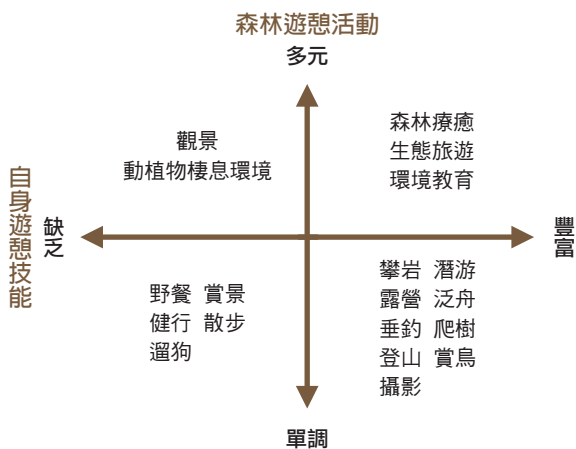 森林遊憩活動
多元
觀景
動植物棲息環境
森林療癒
生態旅遊
環境教育
自身遊憩技能
缺乏
豐富
野餐 賞景
健行 散步
遛狗
攀岩 潛游
露營 泛舟
垂釣 爬樹
登山 賞鳥
攝影
單調